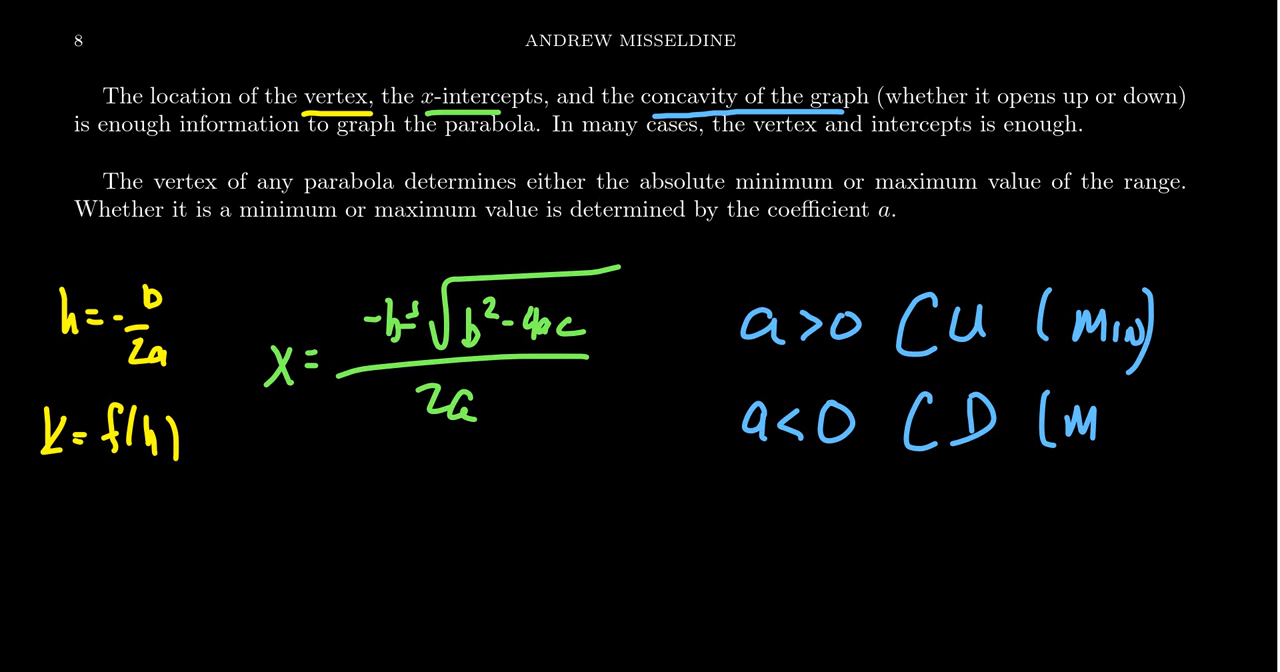 8 ANDREW MISSELDINE
The location of the vertex, the x-intercepts, and the concavity of the graph (whether it opens up or down)
is enough information to graph the parabola. In many cases, the vertex and intercepts is enough.
The vertex of any parabola determines either the absolute minimum or maximum value of the range.
Whether it is a minimum or maximum value is determined by the coefficient a.
h = -b/2a
k = f(h)
x = (-b ± √(b² - 4ac))/2a
a > 0 CU (MIN)
a < 0 CD (M